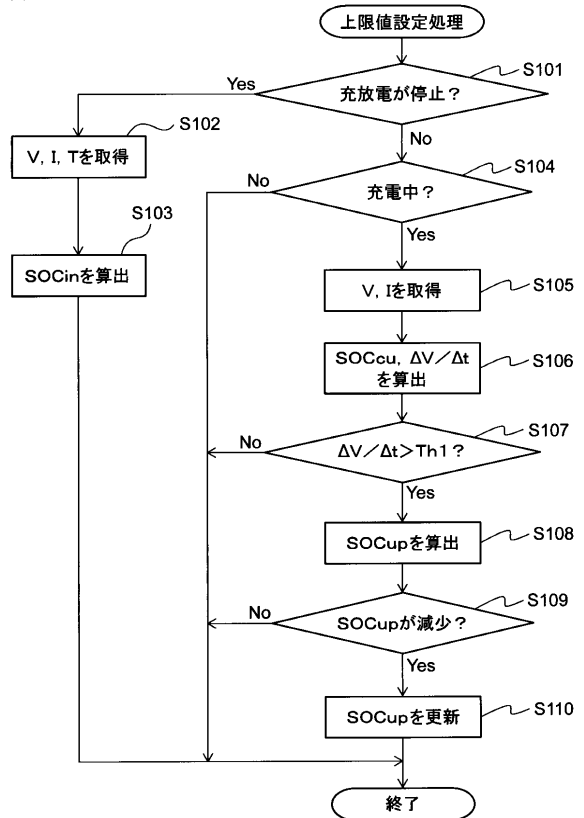 上限値設定処理
S101
充放電が停止？
Yes
No
S102
V, I, Tを取得
S104
充電中？
No
Yes
S103
SOCinを算出
V, Iを取得
S105
SOCcu, ΔV／Δt
を算出
S106
S107
ΔV／Δt＞Th1？
No
Yes
SOCupを算出
S108
S109
SOCupが減少？
No
Yes
SOCupを更新
S110
終了